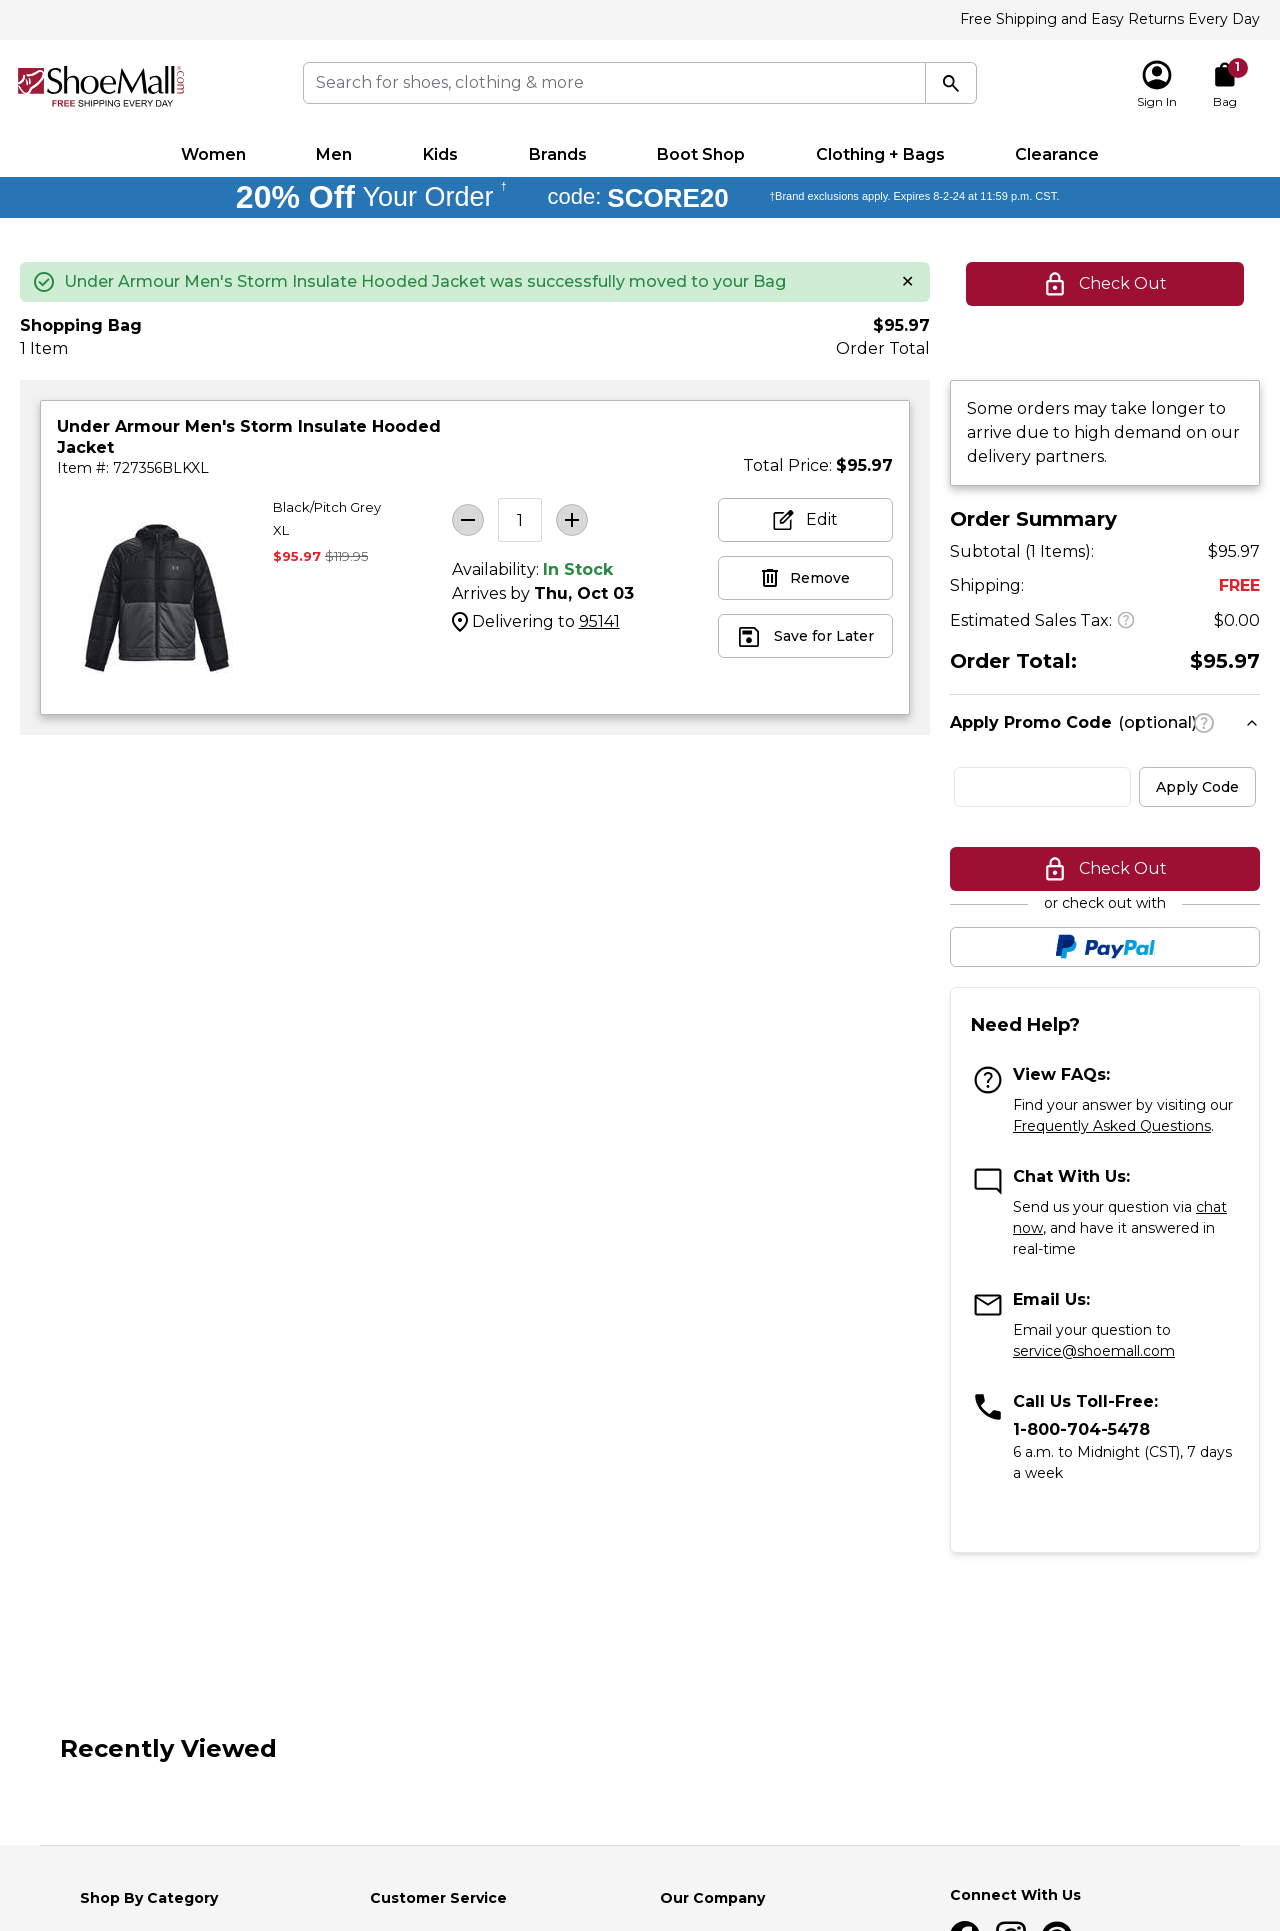 Free Shipping and Easy Returns Every Day
ShoeMall.com
FREE SHIPPING EVERY DAY
Search for shoes, clothing & more
Sign In
1
Bag
Women
Men
Kids
Brands
Boot Shop
Clothing + Bags
Clearance
20% Off Your Order †
code: SCORE20
†Brand exclusions apply. Expires 8-2-24 at 11:59 p.m. CST.
Under Armour Men's Storm Insulate Hooded Jacket was successfully moved to your Bag
Check Out
Shopping Bag
$95.97
1 Item
Order Total
Under Armour Men's Storm Insulate Hooded
Jacket
Item #: 727356BLKXL
Total Price: $95.97
Black/Pitch Grey
XL
$95.97 $119.95
1
Availability: In Stock
Arrives by Thu, Oct 03
Delivering to 95141
Edit
Remove
Save for Later
Some orders may take longer to
arrive due to high demand on our
delivery partners.
Order Summary
Subtotal (1 Items): $95.97
Shipping: FREE
Estimated Sales Tax: ? $0.00
Order Total: $95.97
Apply Promo Code (optional) ?
Apply Code
Check Out
or check out with
PayPal
Need Help?
View FAQs:
Find your answer by visiting our
Frequently Asked Questions.
Chat With Us:
Send us your question via chat
now, and have it answered in
real-time
Email Us:
Email your question to
service@shoemall.com
Call Us Toll-Free:
1-800-704-5478
6 a.m. to Midnight (CST), 7 days
a week
Recently Viewed
Shop By Category
Customer Service
Our Company
Connect With Us